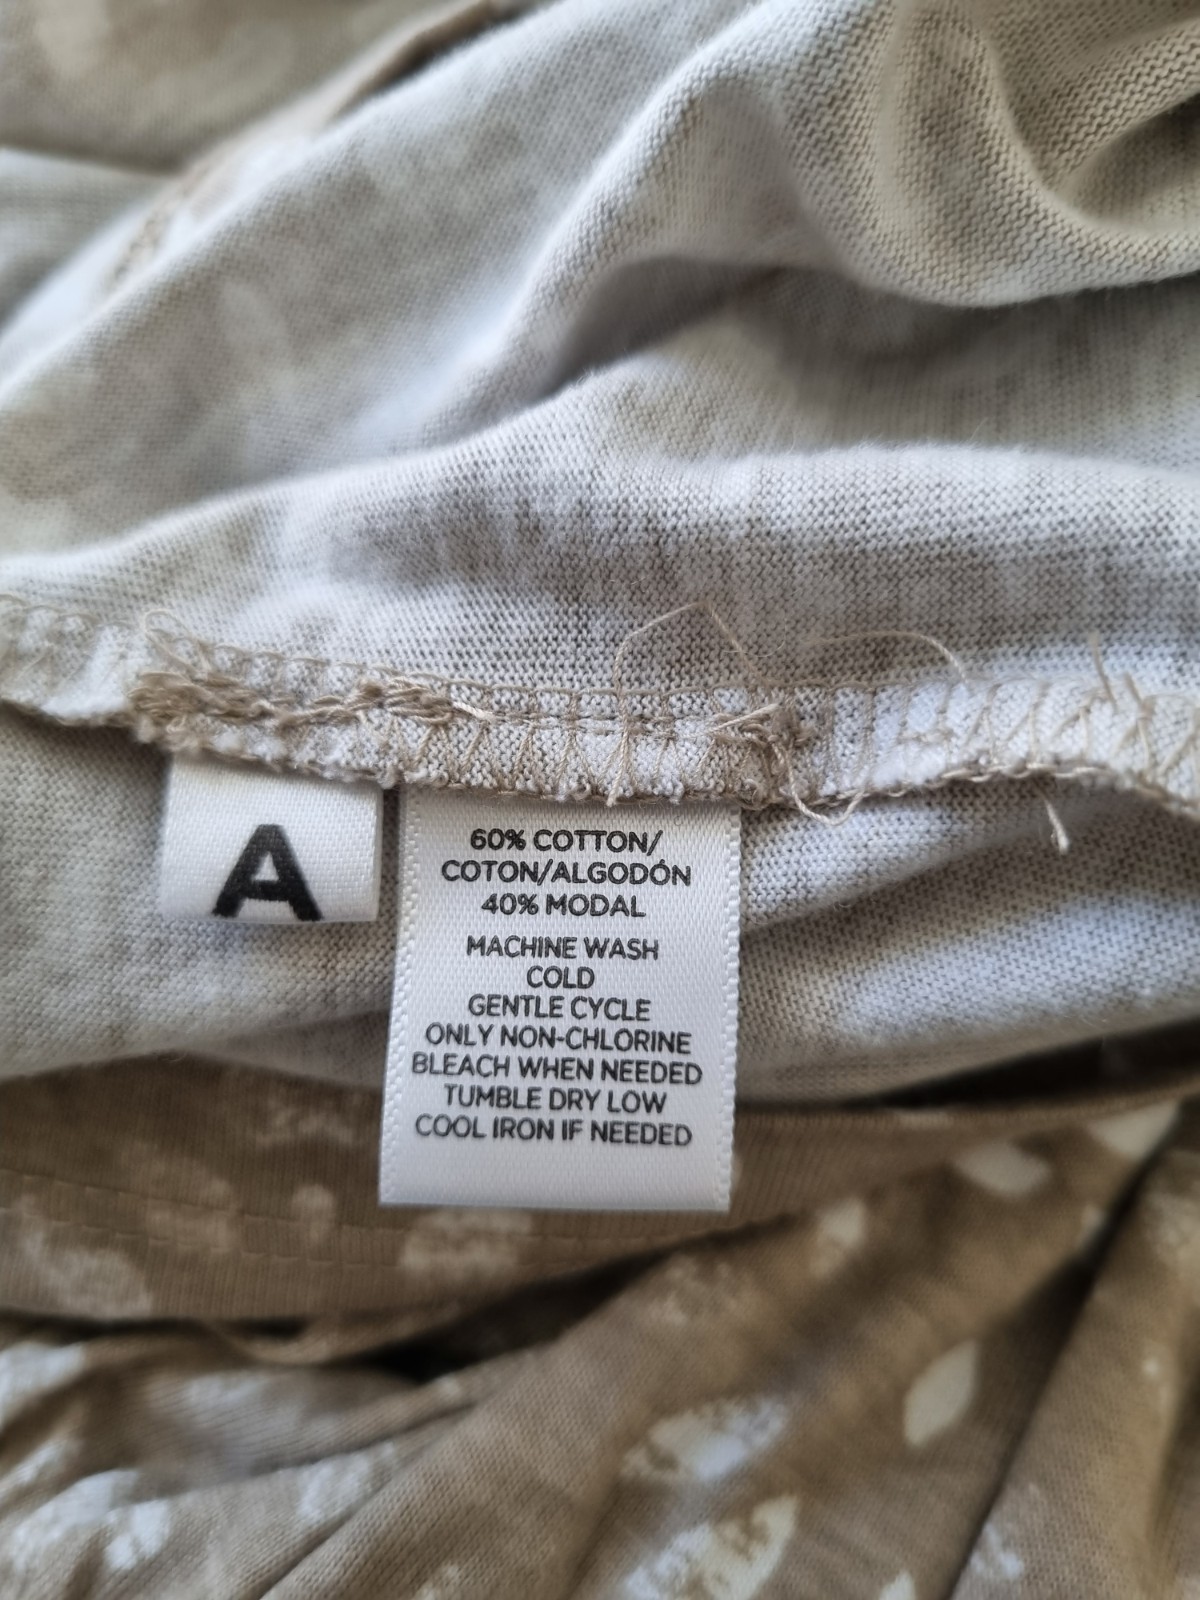 A
60% COTTON/
COTON/ALGODÓN
40% MODAL
MACHINE WASH
COLD
GENTLE CYCLE
ONLY NON-CHLORINE
BLEACH WHEN NEEDED
TUMBLE DRY LOW
COOL IRON IF NEEDED